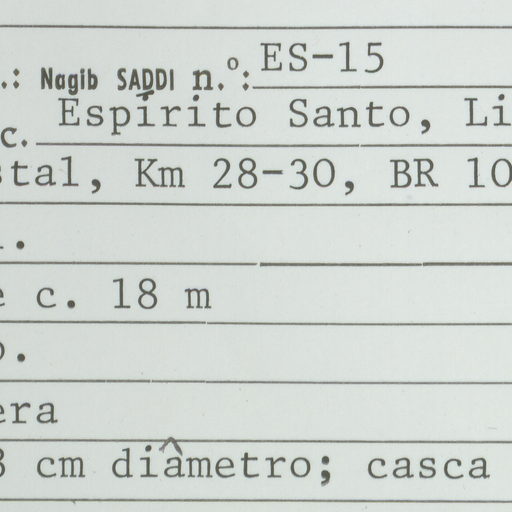 .: Nagib SADDI n.º: ES-15
c. Espírito Santo, Li
stal, Km 28-30, BR 10
.
e c. 18 m
o.
era
3 cm diâmetro; casca